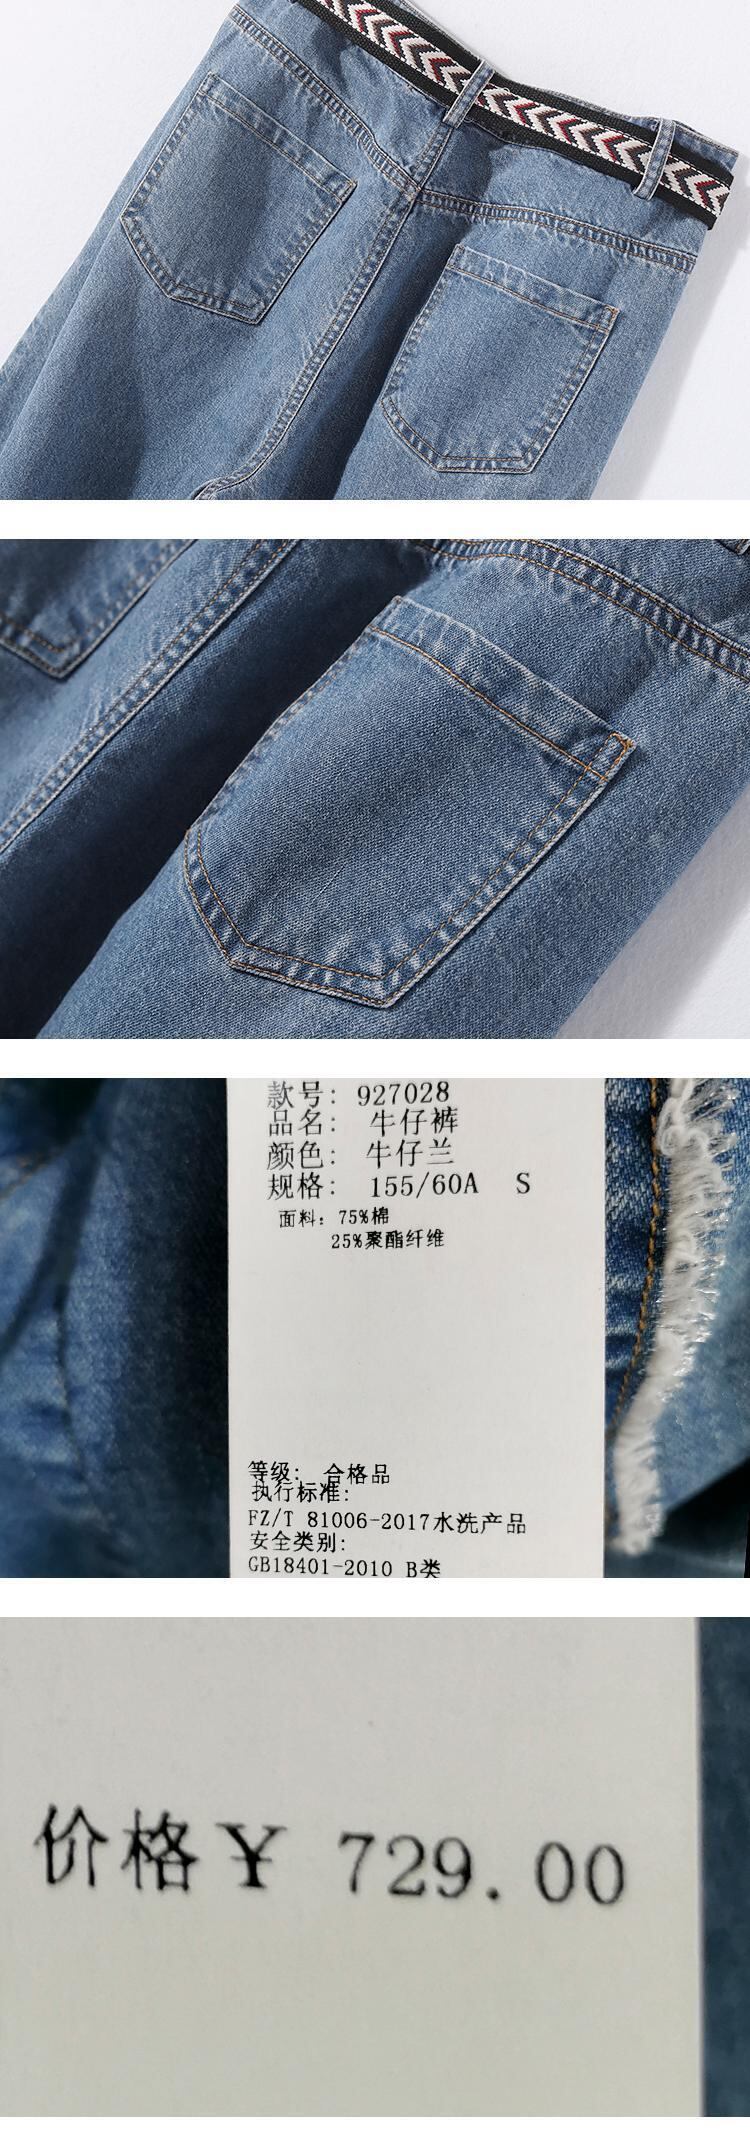 款号: 927028
品名: 牛仔裤
颜色: 牛仔兰
规格: 155/60A S
面料: 75%棉
25%聚酯纤维
等级: 合格品
执行标准:
FZ/T 81006-2017水洗产品
安全类别:
GB18401-2010 B类
价格¥ 729.00